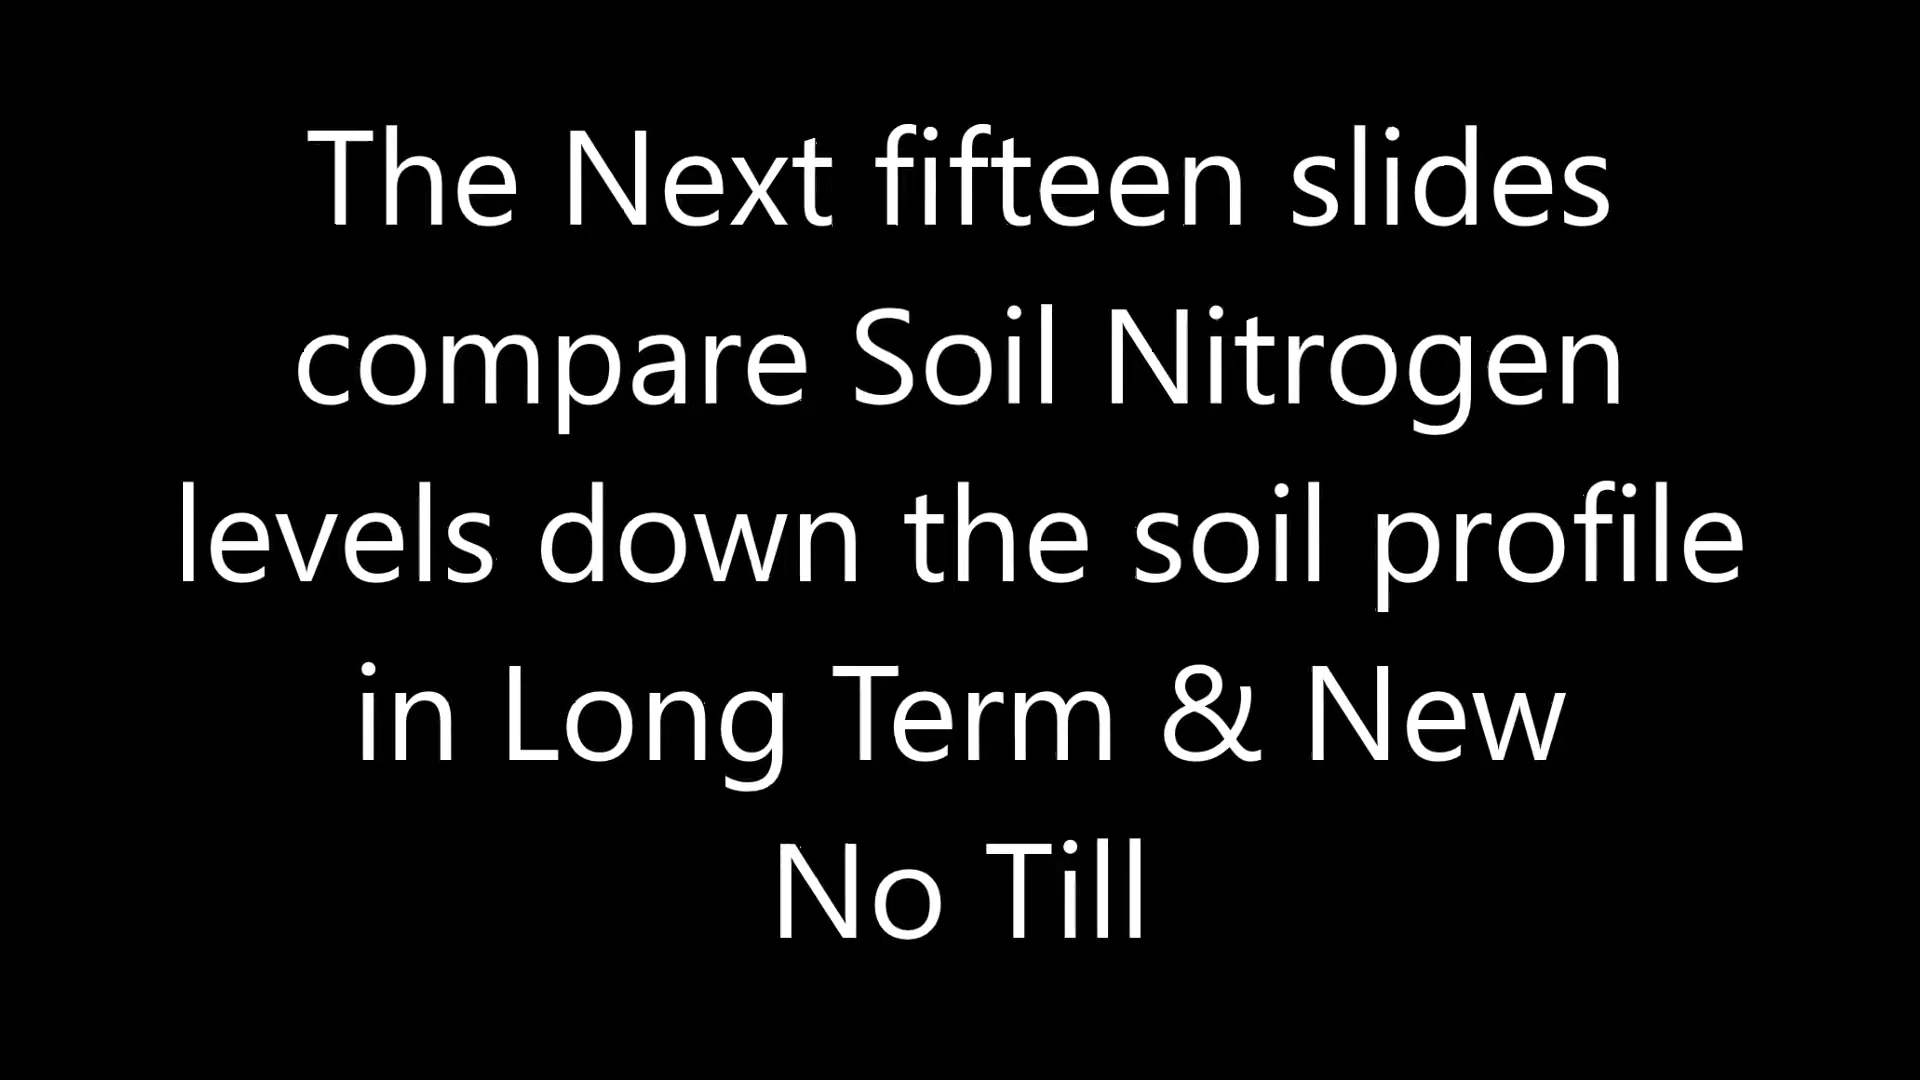 The Next fifteen slides
compare Soil Nitrogen
levels down the soil profile
in Long Term & New
No Till